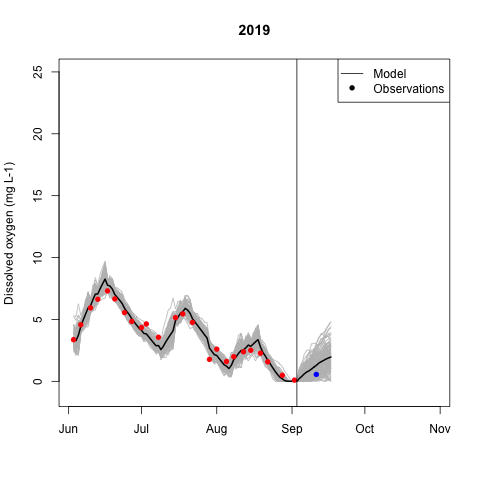 2019
Model
Observations
Dissolved oxygen (mg L-1)
25
20
15
10
5
0
Jun Jul Aug Sep Oct Nov